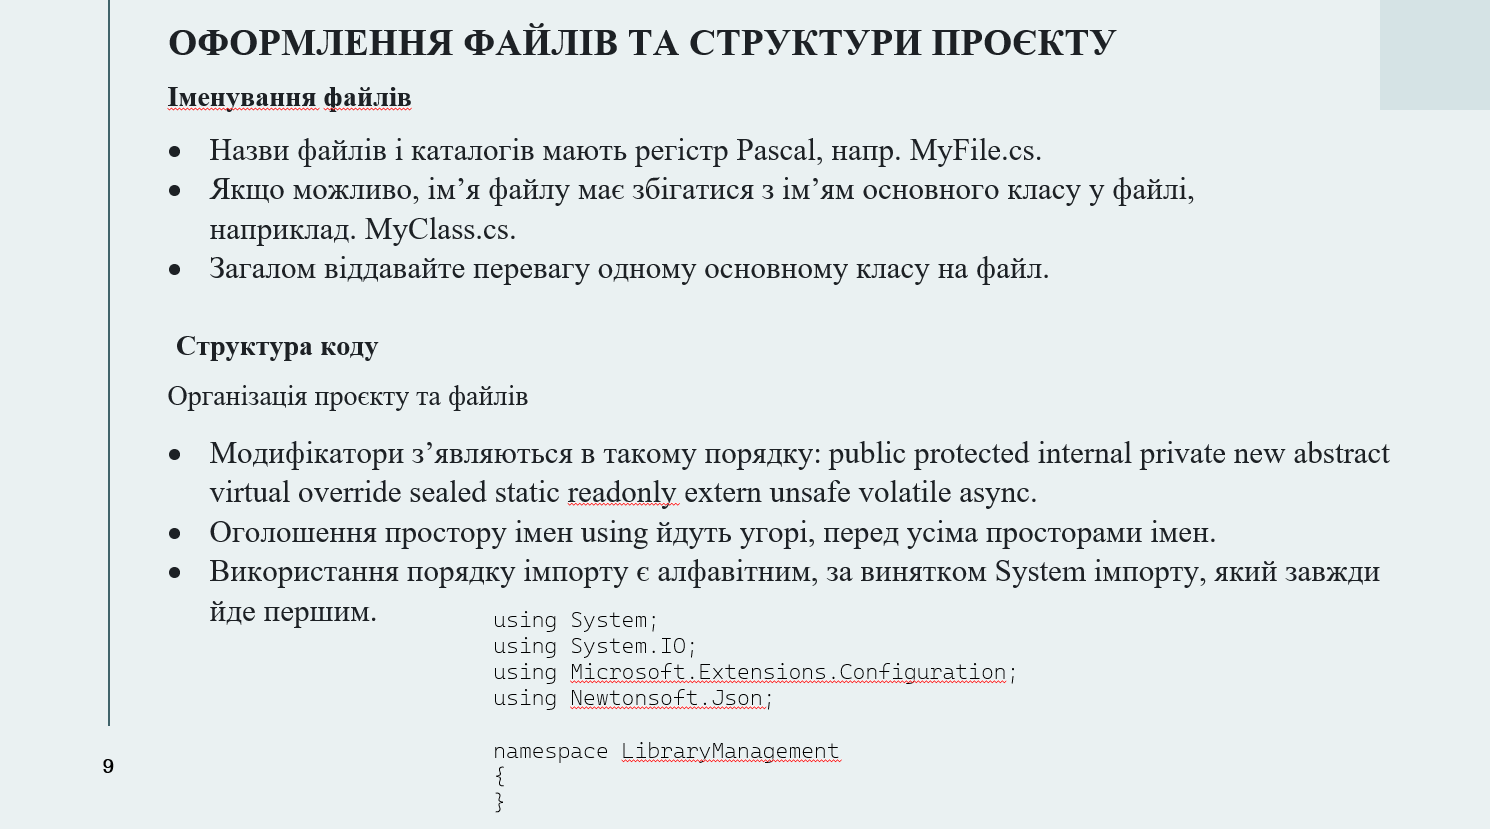 ОФОРМЛЕННЯ ФАЙЛІВ ТА СТРУКТУРИ ПРОЄКТУ
Іменування файлів
• Назви файлів і каталогів мають регістр Pascal, напр. MyFile.cs.
• Якщо можливо, ім’я файлу має збігатися з ім’ям основного класу у файлі,
наприклад. MyClass.cs.
• Загалом віддавайте перевагу одному основному класу на файл.
Структура коду
Організація проєкту та файлів
• Модифікатори з’являються в такому порядку: public protected internal private new abstract
virtual override sealed static readonly extern unsafe volatile async.
• Оголошення простору імен using йдуть угорі, перед усіма просторами імен.
• Використання порядку імпорту є алфавітним, за винятком System імпорту, який завжди
йде першим.
using System;
using System.IO;
using Microsoft.Extensions.Configuration;
using Newtonsoft.Json;
namespace LibraryManagement
{
}
9